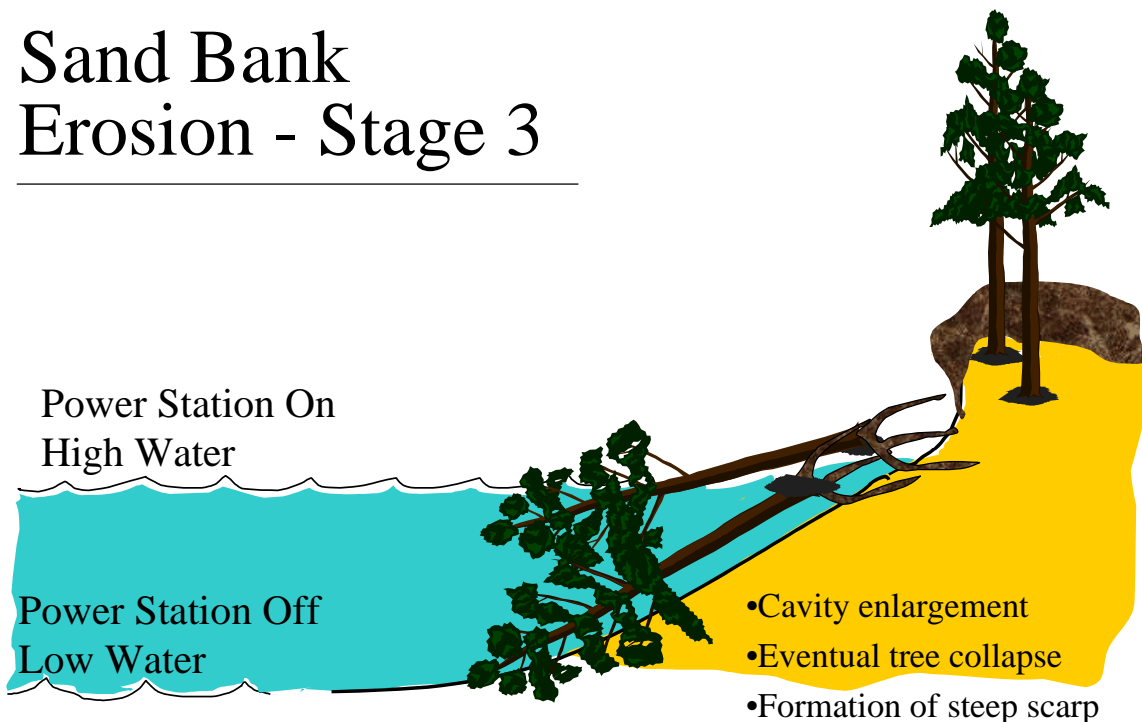 Sand Bank
Erosion - Stage 3
Power Station On
High Water
Power Station Off
Low Water
•Cavity enlargement
•Eventual tree collapse
•Formation of steep scarp